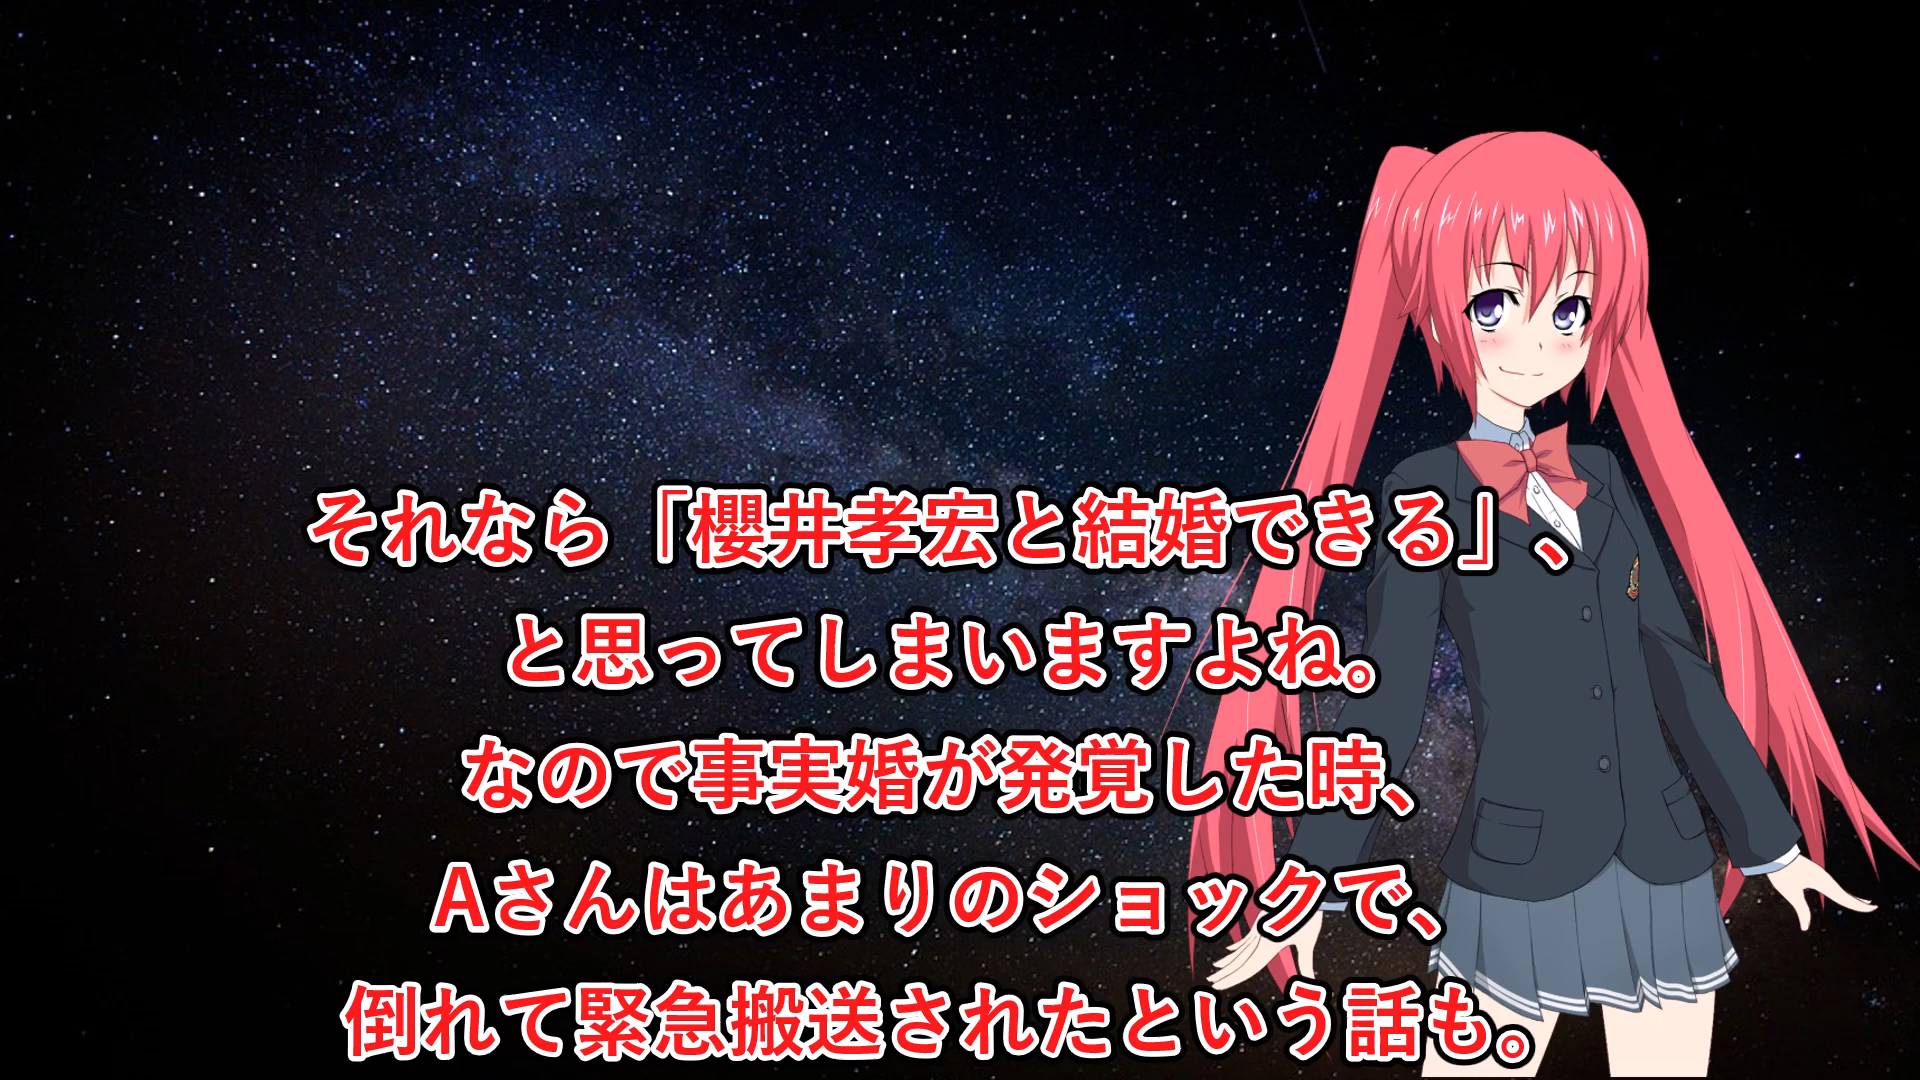 それなら「櫻井孝宏と結婚できる」、
と思ってしまいますよね。
なので事実婚が発覚した時、
Aさんはあまりのショックで、
倒れて緊急搬送されたという話も。